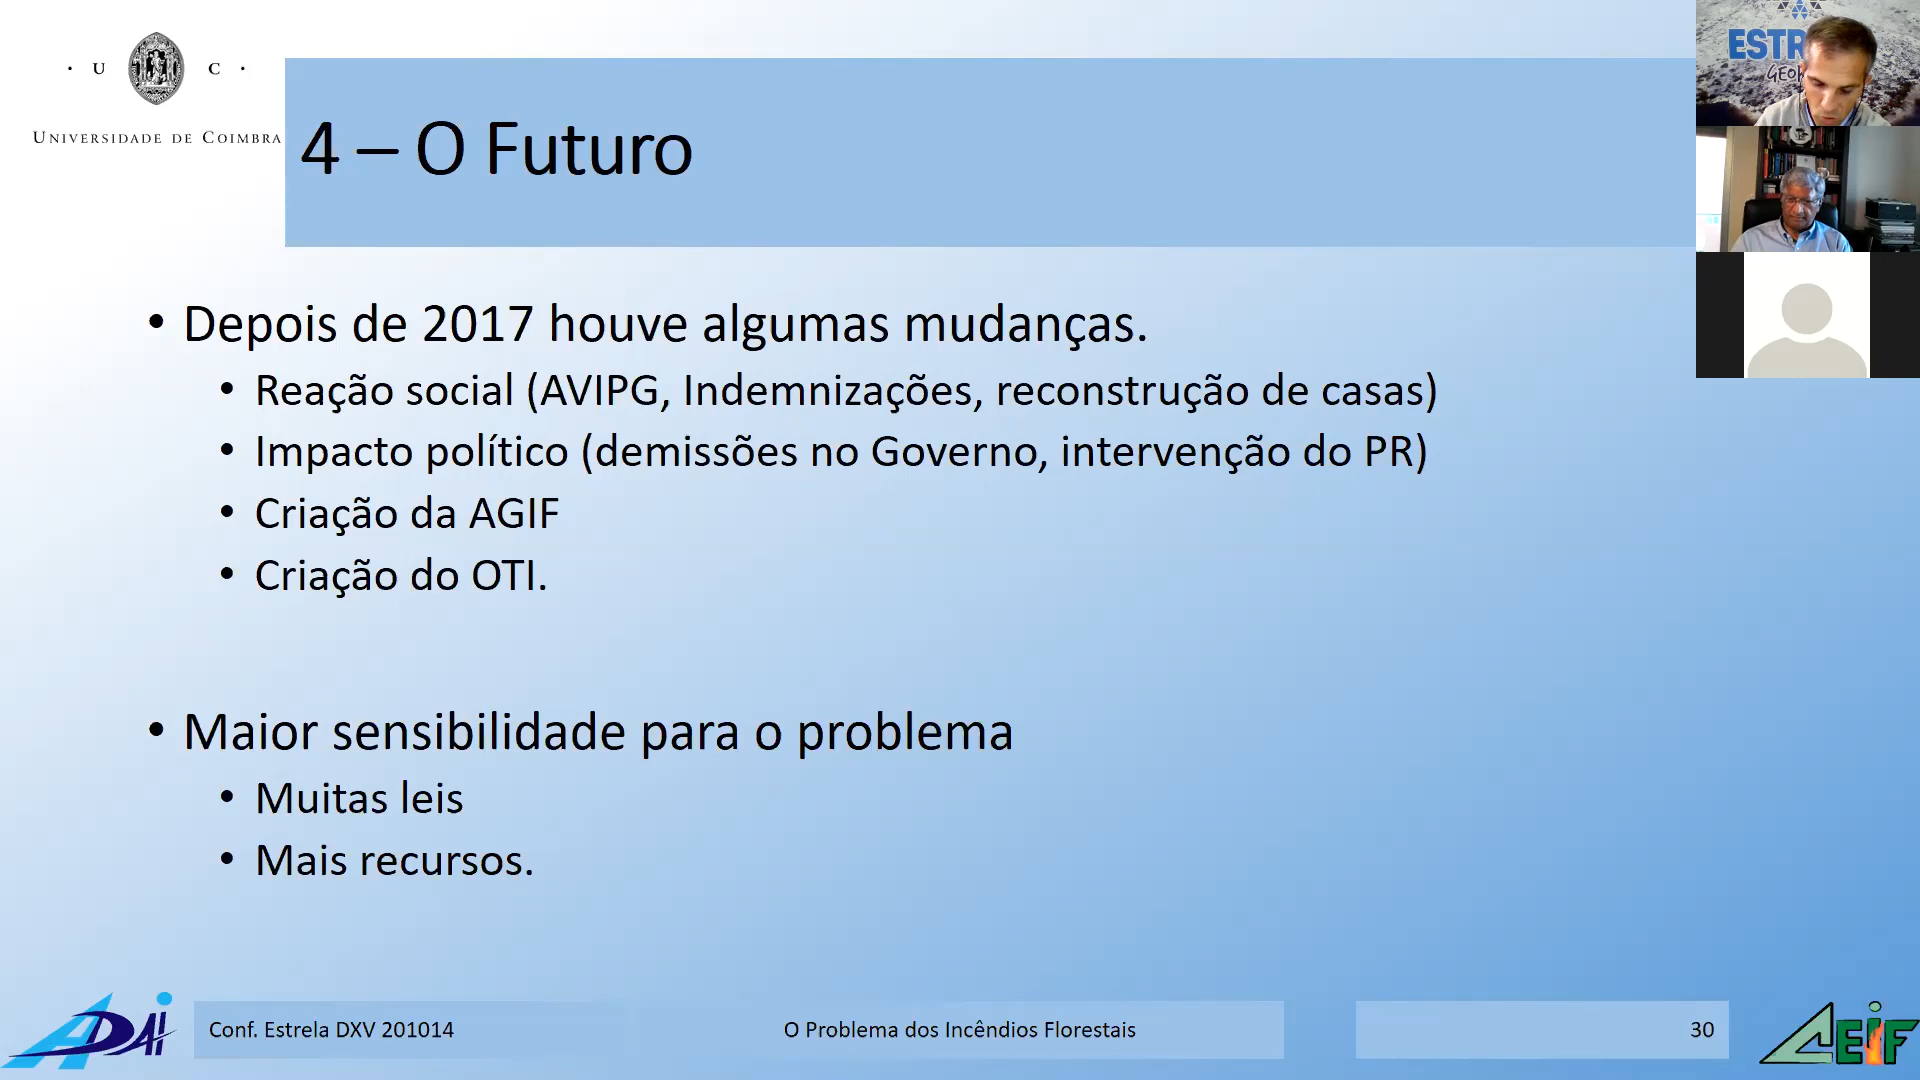 · U C ·
UNIVERSIDADE DE COIMBRA
4 – O Futuro
• Depois de 2017 houve algumas mudanças.
• Reação social (AVIPG, Indemnizações, reconstrução de casas)
• Impacto político (demissões no Governo, intervenção do PR)
• Criação da AGIF
• Criação do OTI.
• Maior sensibilidade para o problema
• Muitas leis
• Mais recursos.
ADAI
Conf. Estrela DXV 201014
O Problema dos Incêndios Florestais
30
CEIF